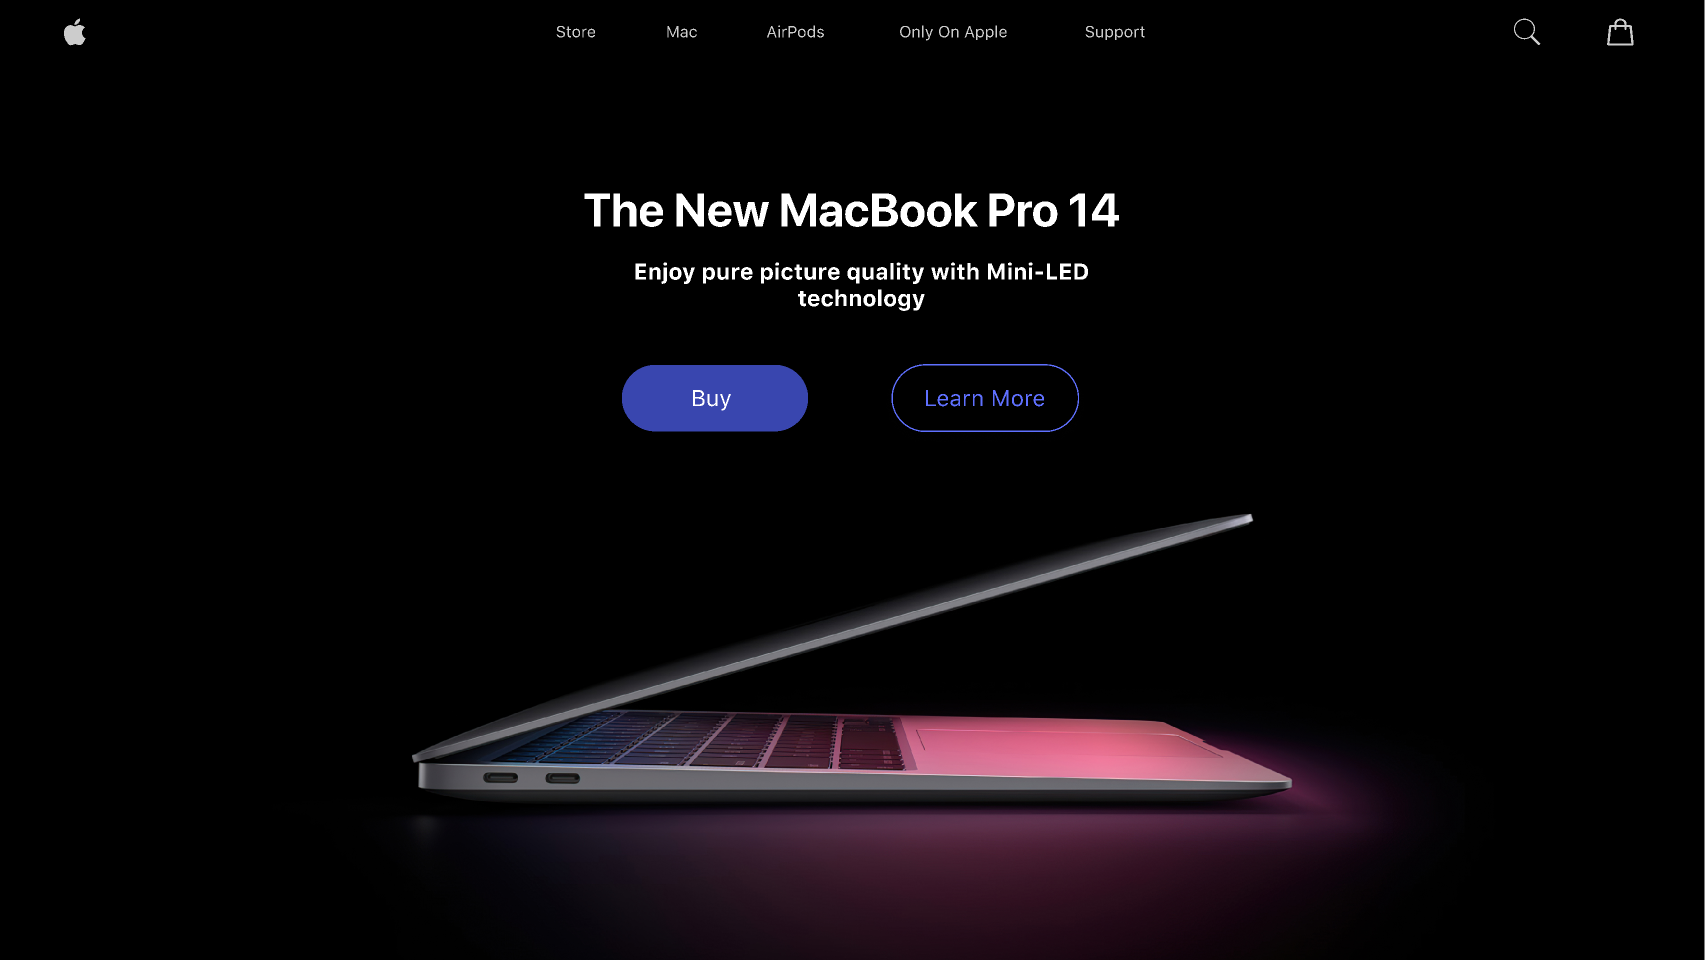 Store Mac AirPods Only On Apple Support
The New MacBook Pro 14
Enjoy pure picture quality with Mini-LED
technology
Buy Learn More